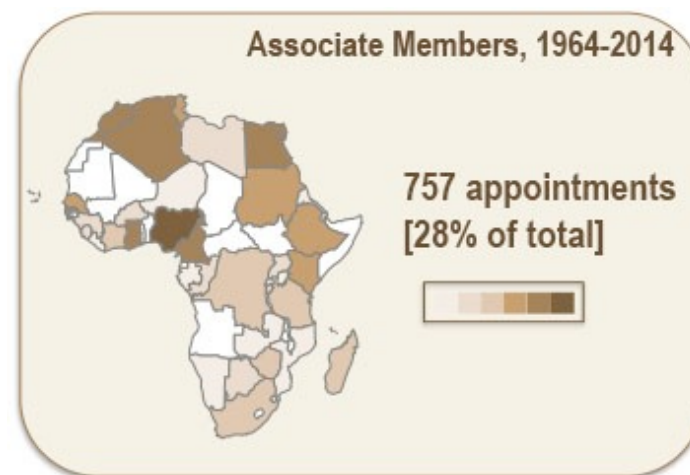 Associate Members, 1964-2014
757 appointments
[28% of total]